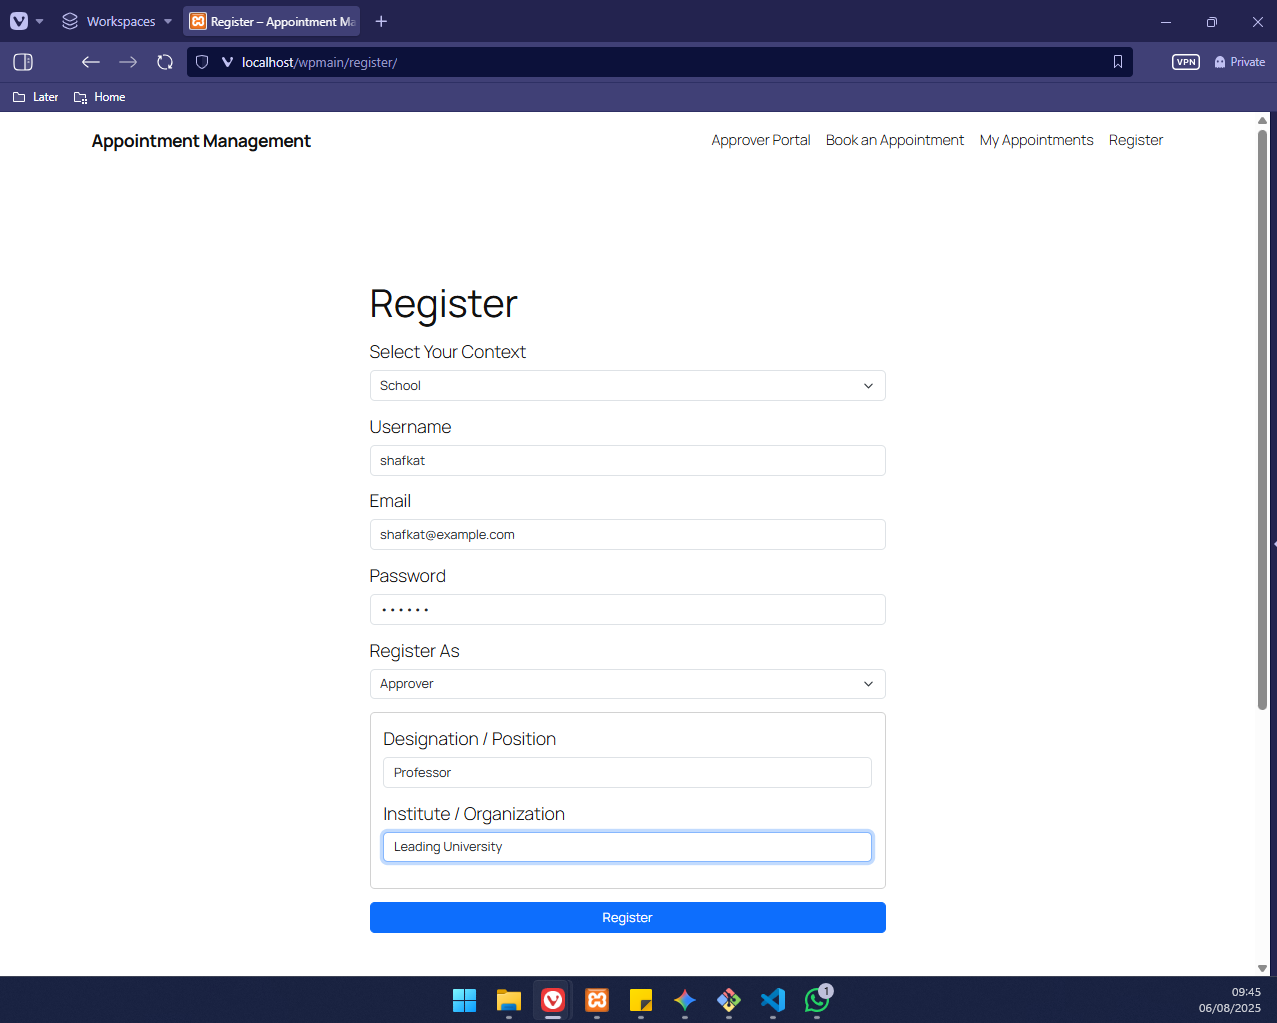 Workspaces
Register – Appointment Ma
localhost/wpmain/register/
VPN
Private
Later
Home
Appointment Management
Approver Portal
Book an Appointment
My Appointments
Register
Register
Select Your Context
School
Username
shafkat
Email
shafkat@example.com
Password
••••••
Register As
Approver
Designation / Position
Professor
Institute / Organization
Leading University
Register
1
09:45
06/08/2025